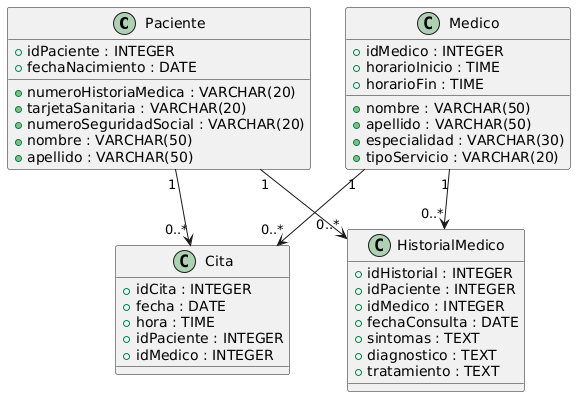 C Paciente
idPaciente : INTEGER
fechaNacimiento : DATE
numeroHistoriaMedica : VARCHAR(20)
tarjetaSanitaria : VARCHAR(20)
numeroSeguridadSocial : VARCHAR(20)
nombre : VARCHAR(50)
apellido : VARCHAR(50)
C Medico
idMedico : INTEGER
horarioInicio : TIME
horarioFin : TIME
nombre : VARCHAR(50)
apellido : VARCHAR(50)
especialidad : VARCHAR(30)
tipoServicio : VARCHAR(20)
1
1
1
1
0..*
0..*
0..*
0..*
C Cita
idCita : INTEGER
fecha : DATE
hora : TIME
idPaciente : INTEGER
idMedico : INTEGER
C HistorialMedico
idHistorial : INTEGER
idPaciente : INTEGER
idMedico : INTEGER
fechaConsulta : DATE
sintomas : TEXT
diagnostico : TEXT
tratamiento : TEXT